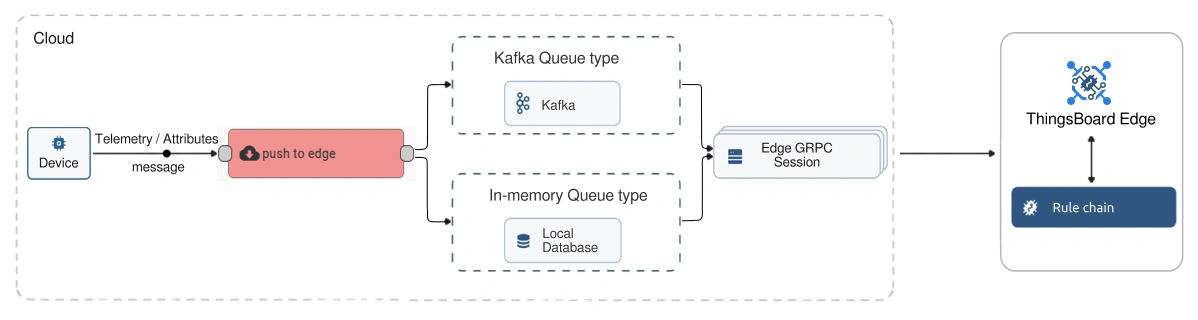 Cloud
Device
Telemetry / Attributes
message
push to edge
Kafka Queue type
Kafka
In-memory Queue type
Local
Database
Edge GRPC
Session
ThingsBoard Edge
Rule chain